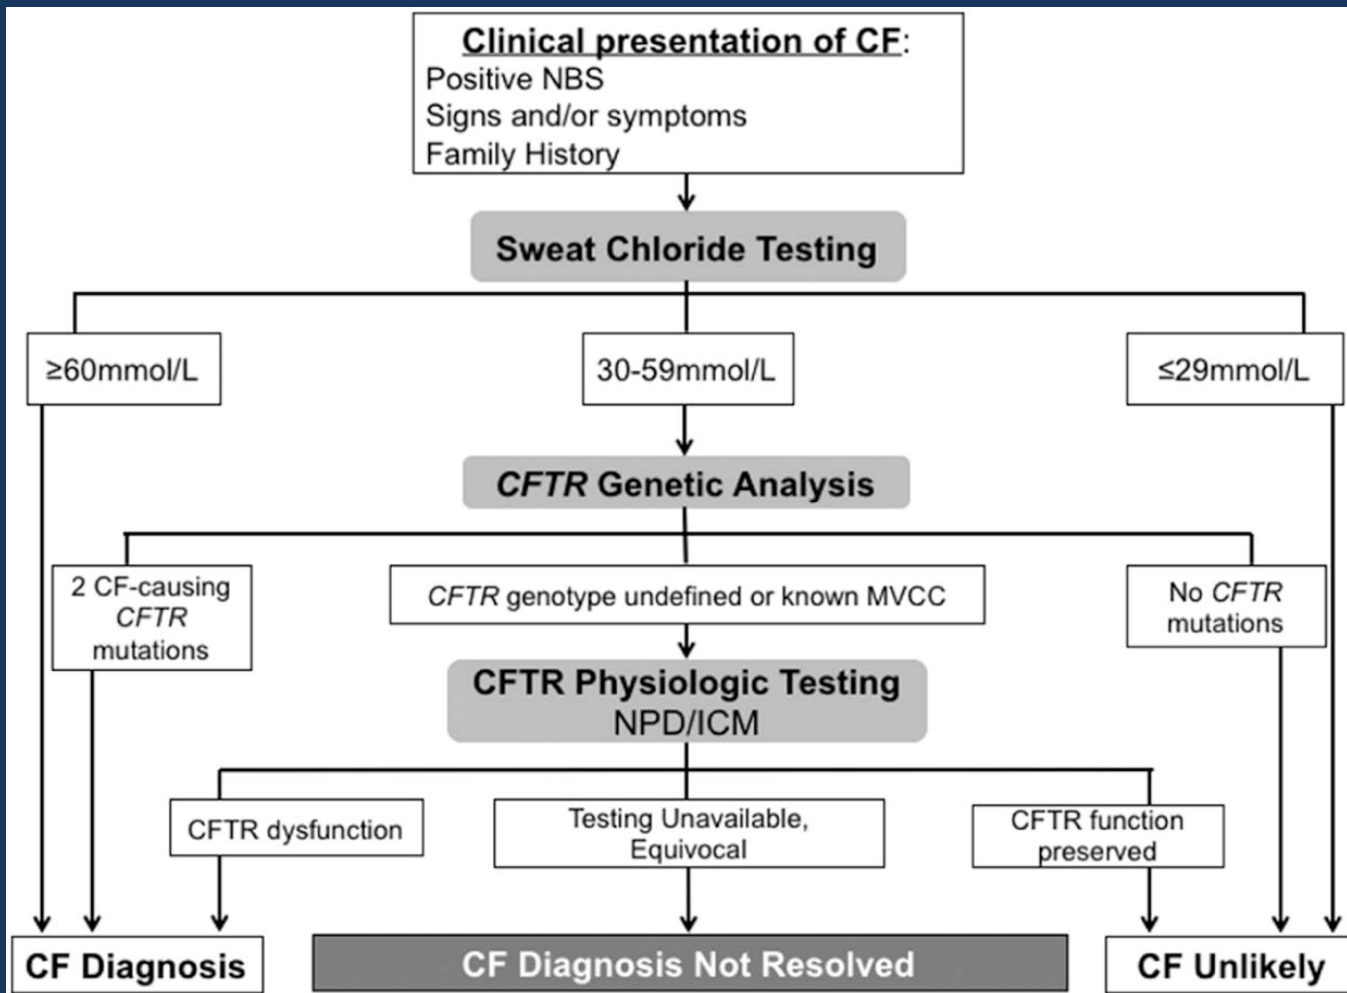 Clinical presentation of CF:
Positive NBS
Signs and/or symptoms
Family History
Sweat Chloride Testing
≥60mmol/L
30-59mmol/L
≤29mmol/L
CFTR Genetic Analysis
2 CF-causing
CFTR
mutations
CFTR genotype undefined or known MVCC
No CFTR
mutations
CFTR Physiologic Testing
NPD/ICM
CFTR dysfunction
Testing Unavailable,
Equivocal
CFTR function
preserved
CF Diagnosis
CF Diagnosis Not Resolved
CF Unlikely